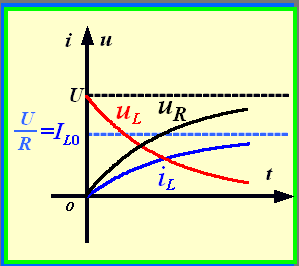 i u
U
u_L u_R
U/R = I_L0
i_L
t
o